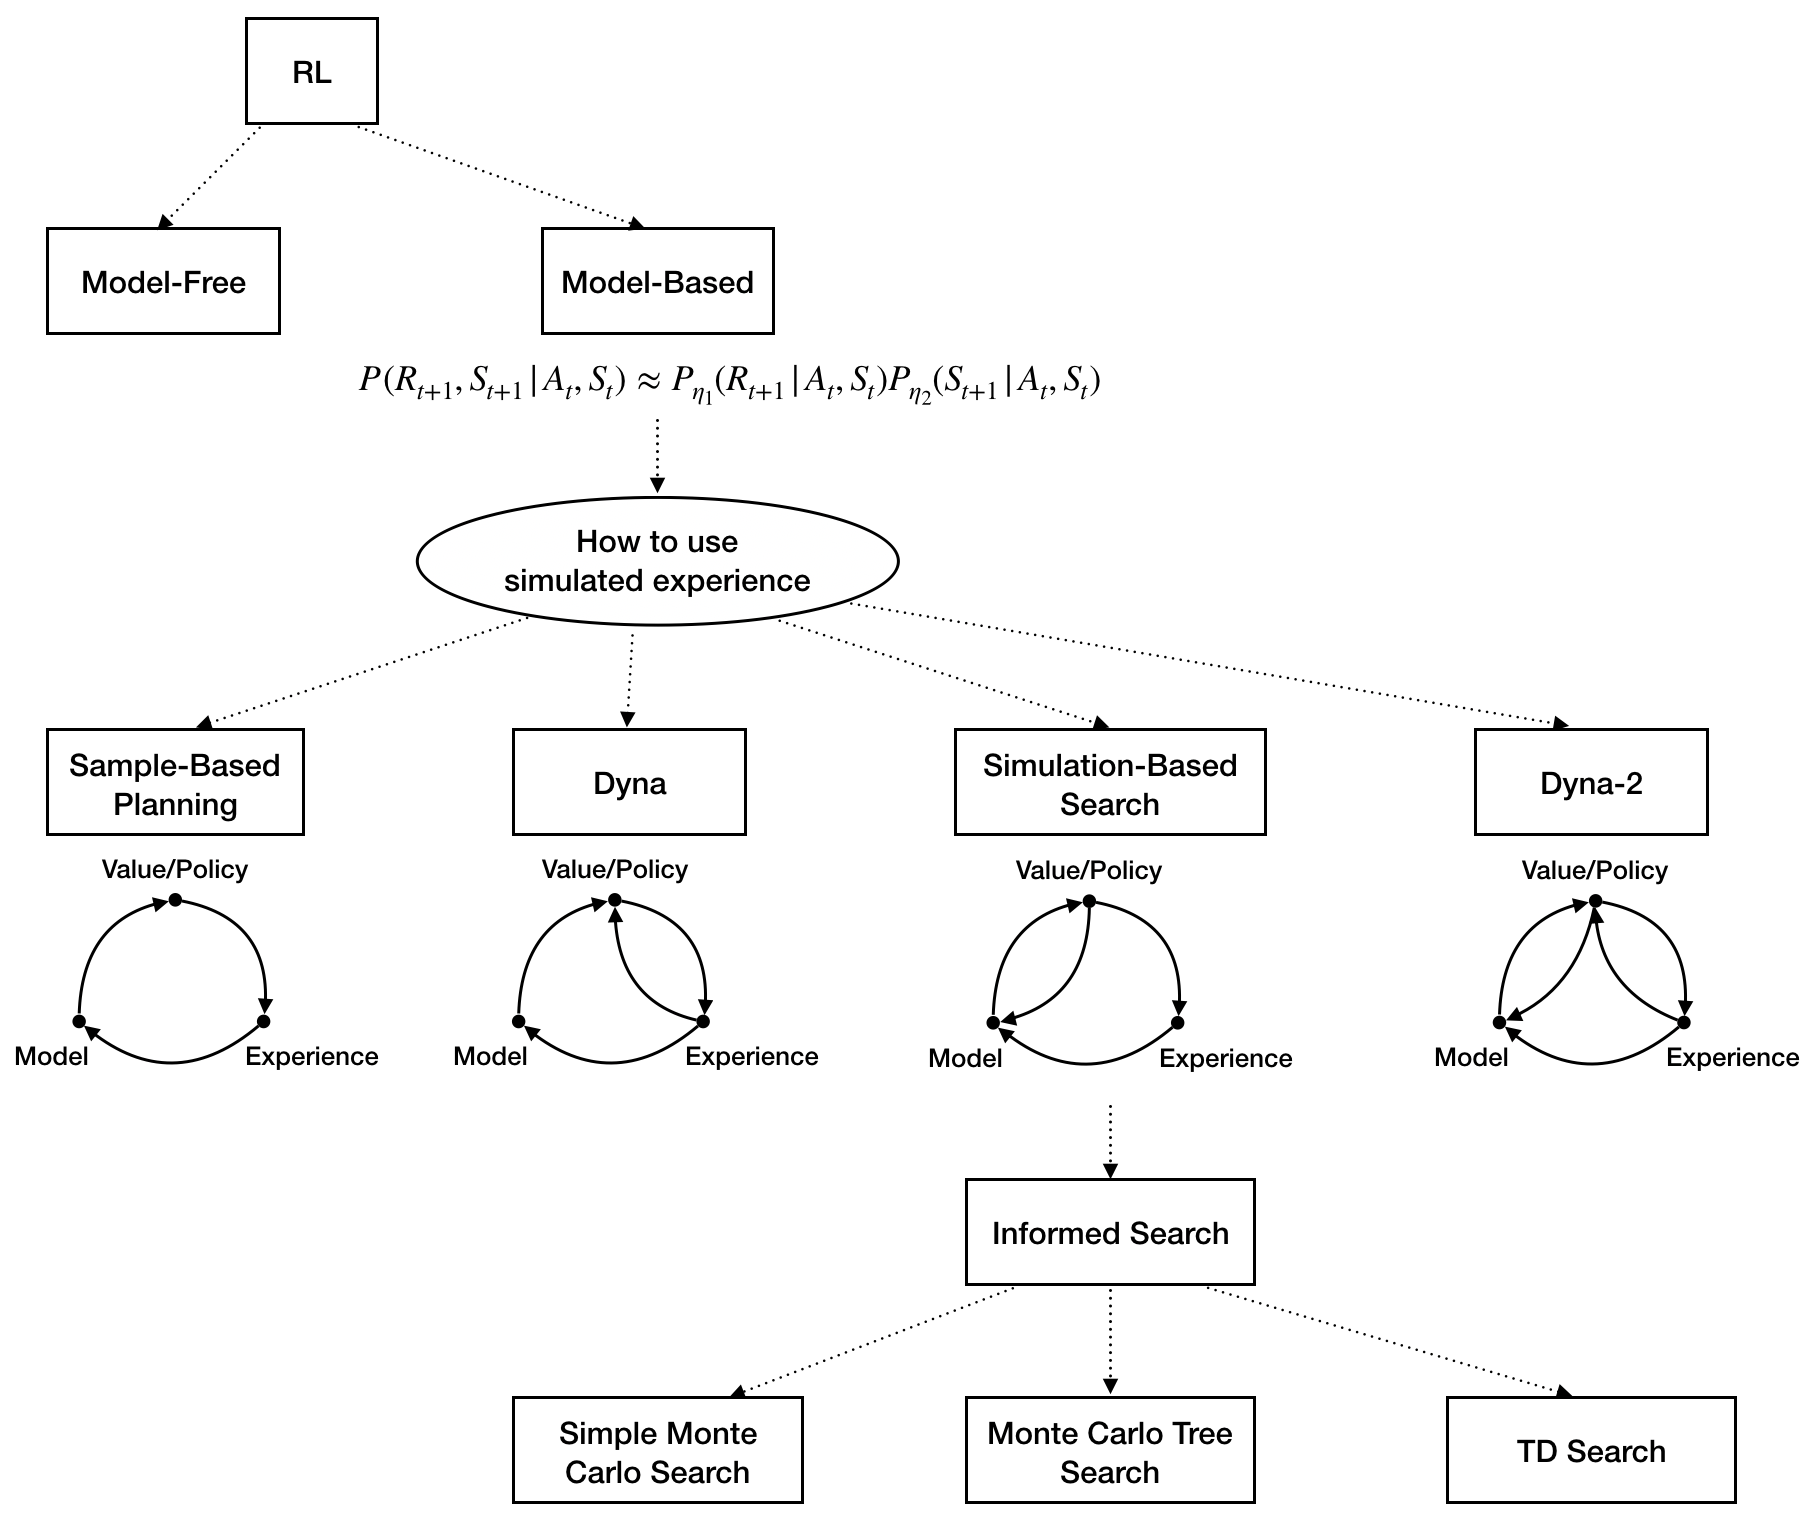 RL
Model-Free
Model-Based
P(R_{t+1}, S_{t+1} | A_t, S_t) ≈ P_{η_1}(R_{t+1} | A_t, S_t)P_{η_2}(S_{t+1} | A_t, S_t)
How to use
simulated experience
Sample-Based
Planning
Dyna
Simulation-Based
Search
Dyna-2
Value/Policy
Model
Experience
Value/Policy
Model
Experience
Value/Policy
Model
Experience
Value/Policy
Model
Experience
Informed Search
Simple Monte
Carlo Search
Monte Carlo Tree
Search
TD Search